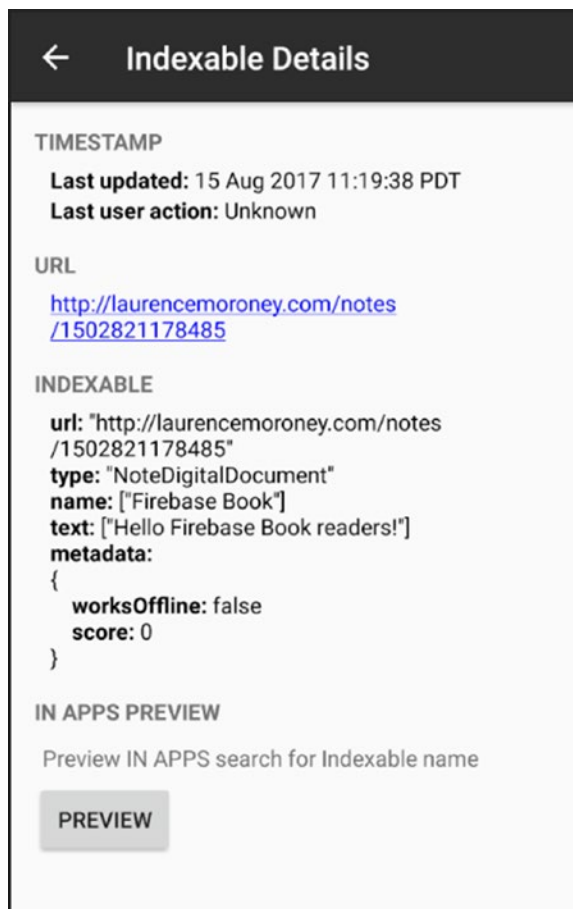 Indexable Details
TIMESTAMP
Last updated: 15 Aug 2017 11:19:38 PDT
Last user action: Unknown
URL
http://laurencemoroney.com/notes
/1502821178485
INDEXABLE
url: "http://laurencemoroney.com/notes
/1502821178485"
type: "NoteDigitalDocument"
name: ["Firebase Book"]
text: ["Hello Firebase Book readers!"]
metadata:
{
worksOffline: false
score: 0
}
IN APPS PREVIEW
Preview IN APPS search for Indexable name
PREVIEW